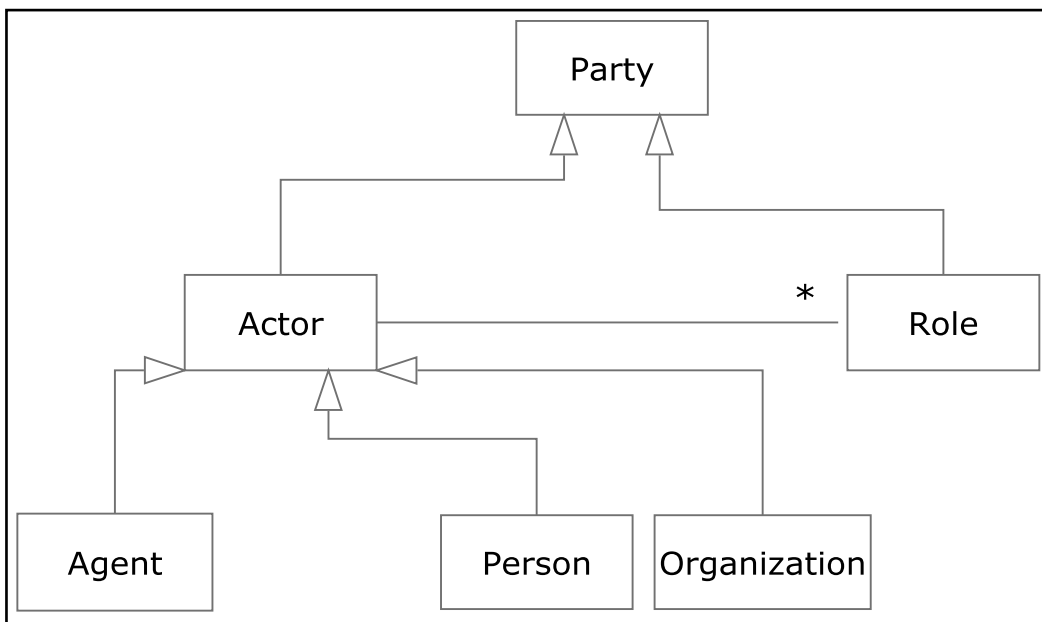 Party
*
Actor
Role
Agent
Person
Organization